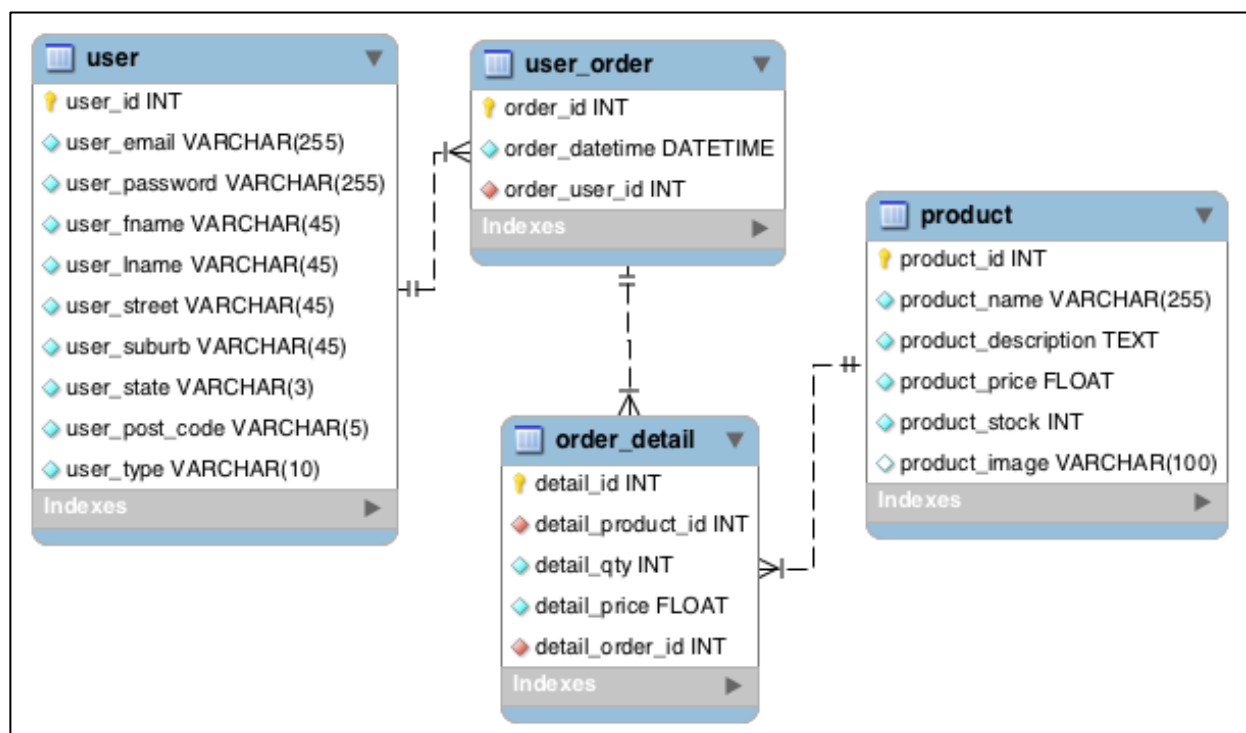 user
user_id INT
user_email VARCHAR(255)
user_password VARCHAR(255)
user_fname VARCHAR(45)
user_lname VARCHAR(45)
user_street VARCHAR(45)
user_suburb VARCHAR(45)
user_state VARCHAR(3)
user_post_code VARCHAR(5)
user_type VARCHAR(10)
Indexes
user_order
order_id INT
order_datetime DATETIME
order_user_id INT
Indexes
product
product_id INT
product_name VARCHAR(255)
product_description TEXT
product_price FLOAT
product_stock INT
product_image VARCHAR(100)
Indexes
order_detail
detail_id INT
detail_product_id INT
detail_qty INT
detail_price FLOAT
detail_order_id INT
Indexes